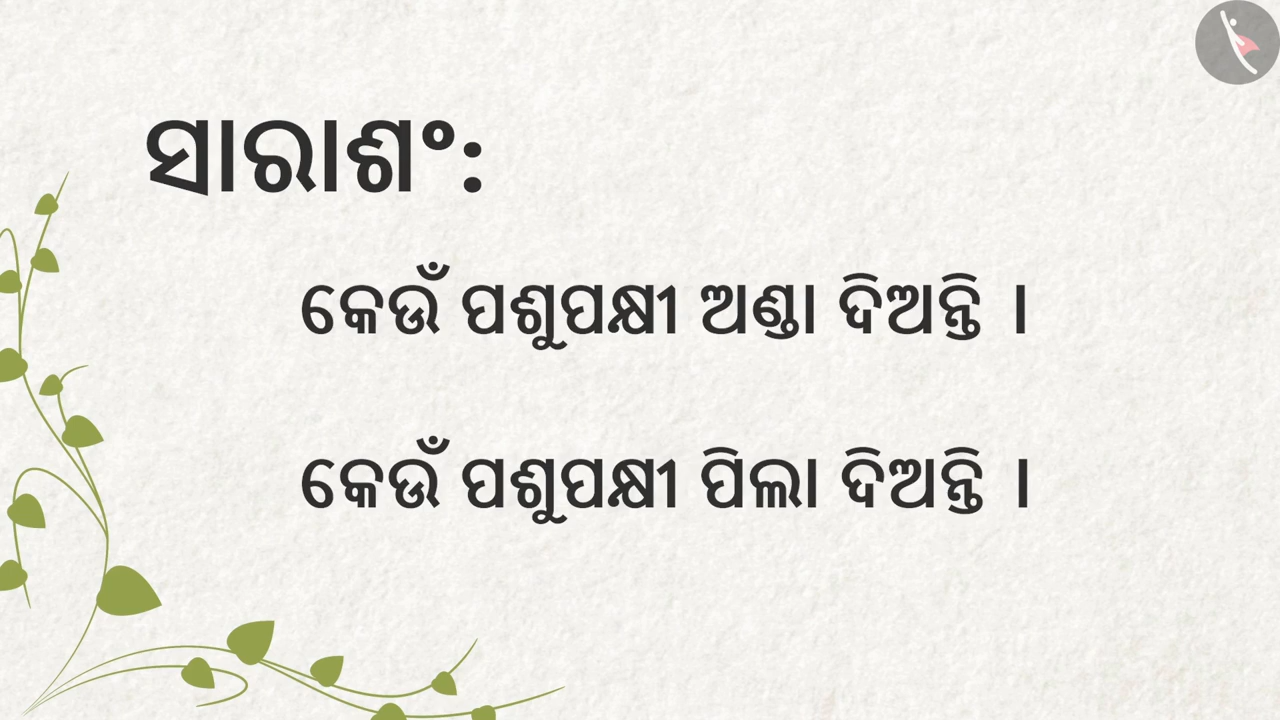 ସାରାଶଂ:
କେଉଁ ପଶୁପକ୍ଷୀ ଅଣ୍ଡା ଦିଅନ୍ତି ।
କେଉଁ ପଶୁପକ୍ଷୀ ପିଲା ଦିଅନ୍ତି ।